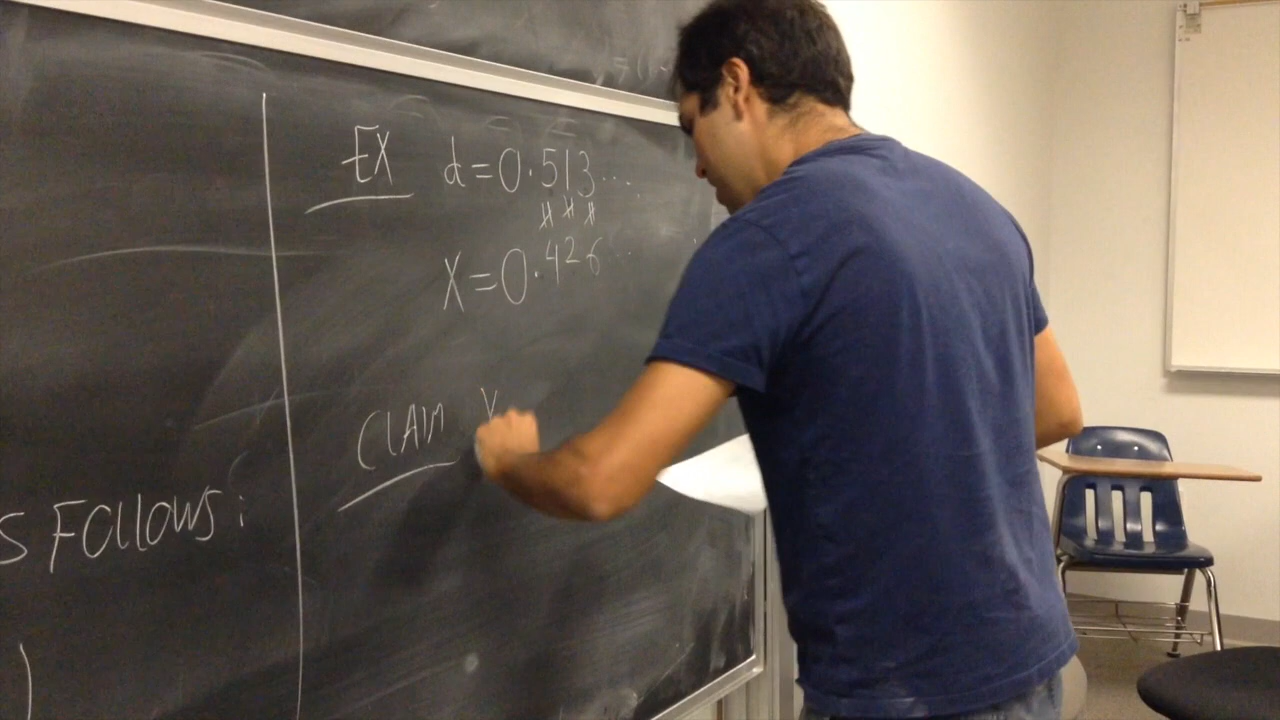 EX d=0.513...
# # #
X=0.426...
CLAIM
S FOLLOWS: